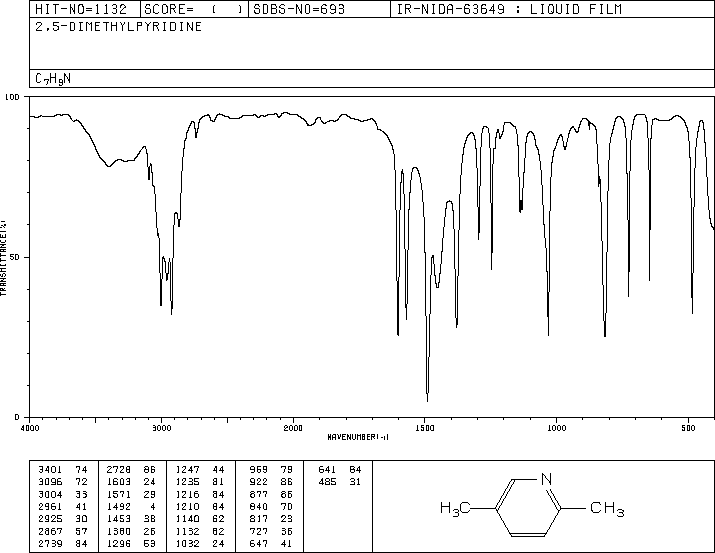 HIT-NO=1132 SCORE= ( ) SDBS-NO=693 IR-NIDA-63649 : LIQUID FILM
2,5-DIMETHYLPYRIDINE
C7H9N
100
50
0
TRANSMITTANCE(%)
4000 3000 2000 1500 1000 500
WAVENUMBER(-1)
3401 74 2728 86 1247 44 969 79 641 84
3096 72 1603 24 1235 81 922 86 485 31
3004 33 1571 29 1216 84 877 86
2961 41 1492 4 1210 84 840 70
2925 30 1453 38 1140 62 817 23
2867 57 1380 26 1132 62 727 36
2739 84 1296 53 1032 24 647 41
N
H3C CH3